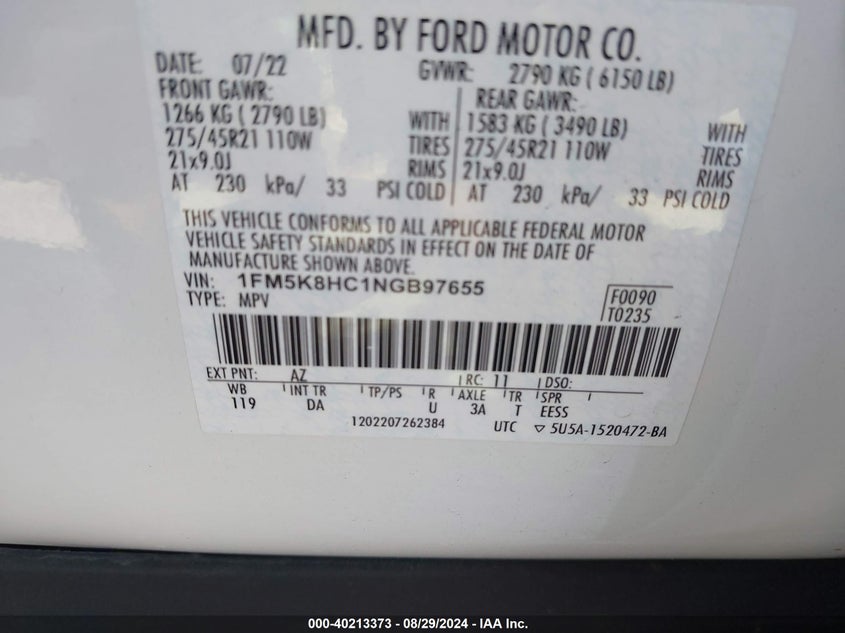 MFD. BY FORD MOTOR CO.
DATE: 07/22 GVWR: 2790 KG ( 6150 LB)
FRONT GAWR: REAR GAWR:
1266 KG ( 2790 LB) WITH 1583 KG ( 3490 LB) WITH
275/45R21 110W TIRES 275/45R21 110W TIRES
21x9.0J RIMS 21x9.0J RIMS
AT 230 kPa/ 33 PSI COLD AT 230 kPa/ 33 PSI COLD
THIS VEHICLE CONFORMS TO ALL APPLICABLE FEDERAL MOTOR
VEHICLE SAFETY STANDARDS IN EFFECT ON THE DATE OF
MANUFACTURE SHOWN ABOVE.
VIN: 1FM5K8HC1NGB97655
TYPE: MPV
F0090
T0235
EXT PNT: AZ RC: 11 DSO:
WB INT TR TP/PS R AXLE TR SPR
119 DA U 3A T EESS
1202207262384 UTC ▽ 5U5A-1520472-BA
000-40213373 - 08/29/2024 - IAA Inc.